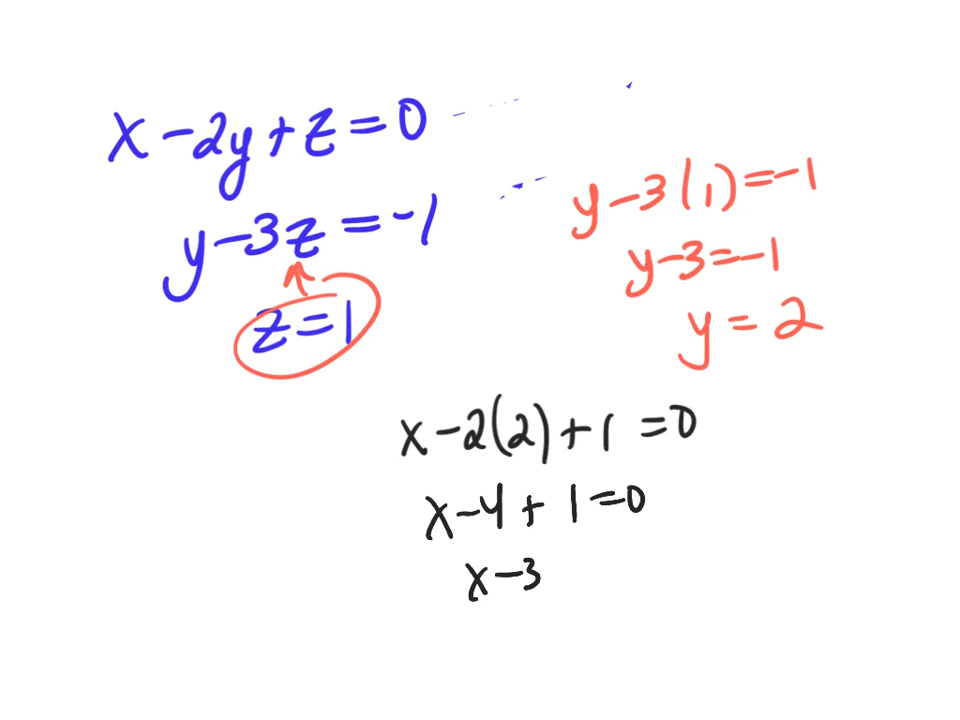 x-2y+z=0
y-3z=-1
z=1
y-3(1)=-1
y-3=-1
y=2
x-2(2)+1=0
x-4+1=0
x-3